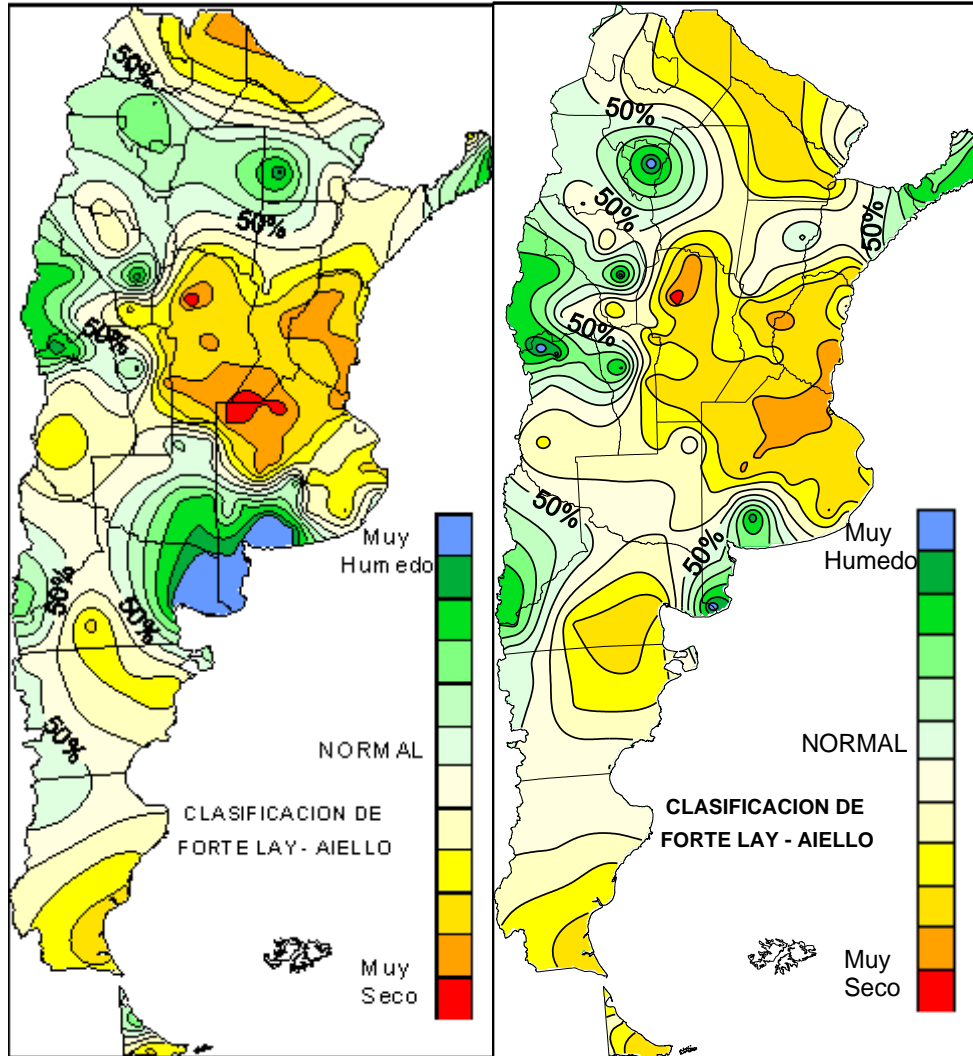 50%
50%
50%
50%
50%
50%
Muy
Humedo
NORMAL
CLASIFICACION DE
FORTE LAY - AIELLO
Muy
Seco
50%
50%
50%
50%
50%
50%
Muy
Humedo
NORMAL
CLASIFICACION DE
FORTE LAY - AIELLO
Muy
Seco